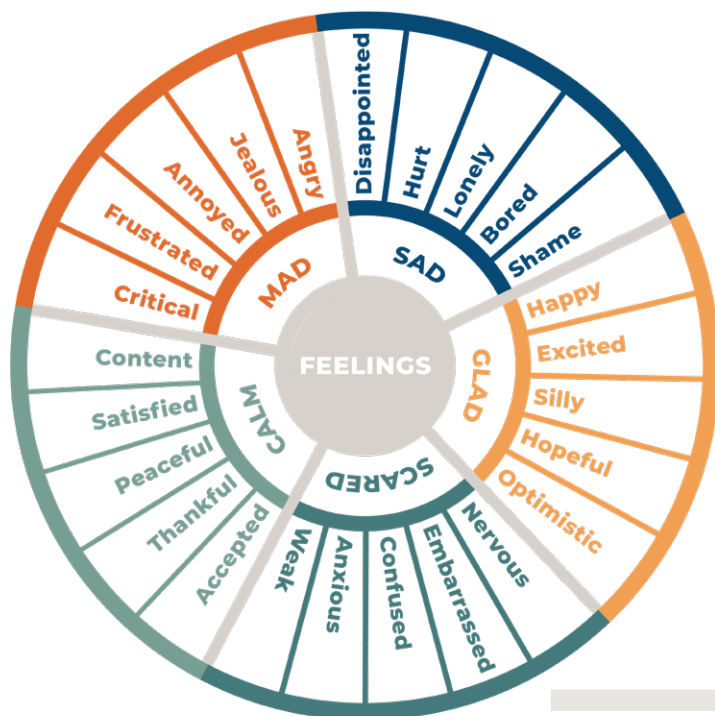 FEELINGS
MAD
Critical
Frustrated
Annoyed
Jealous
Angry
SAD
Disappointed
Hurt
Lonely
Bored
Shame
GLAD
Happy
Excited
Silly
Hopeful
Optimistic
SCARED
Nervous
Embarrassed
Confused
Anxious
Weak
CALM
Accepted
Thankful
Peaceful
Satisfied
Content